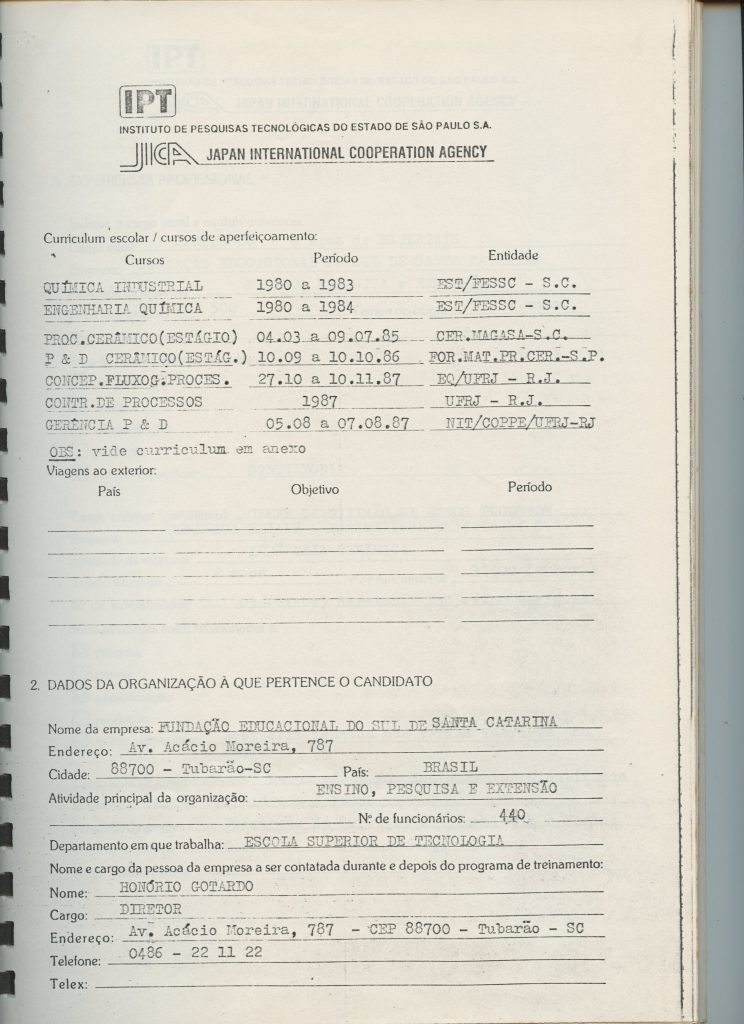 IPT
INSTITUTO DE PESQUISAS TECNOLÓGICAS DO ESTADO DE SÃO PAULO S.A.
JICA JAPAN INTERNATIONAL COOPERATION AGENCY
Curriculum escolar / cursos de aperfeiçoamento:
Cursos Período Entidade
QUÍMICA INDUSTRIAL 1980 a 1983 EST/FESSC - S.C.
ENGENHARIA QUÍMICA 1980 a 1984 EST/FESSC - S.C.
PROC.CERÂMICO(ESTÁGIO) 04.03 a 09.07.85 CER.MAGASA-S.C.
P & D CERÂMICO(ESTÁG.) 10.09 a 10.10.86 FOR.MAT.PR.CER.-S.P.
CONCEP.FLUXOG.PROCES. 27.10 a 10.11.87 EQ/UFRJ - R.J.
CONTR.DE PROCESSOS 1987 UFRJ - R.J.
GERÊNCIA P & D 05.08 a 07.08.87 NIT/COPPE/UFRJ-RJ
OBS: vide curriculum em anexo
Viagens ao exterior:
País Objetivo Período
2. DADOS DA ORGANIZAÇÃO À QUE PERTENCE O CANDIDATO
Nome da empresa: FUNDAÇÃO EDUCACIONAL DO SUL DE SANTA CATARINA
Endereço: Av. Acácio Moreira, 787
Cidade: 88700 - Tubarão-SC País: BRASIL
Atividade principal da organização: ENSINO, PESQUISA E EXTENSÃO
Nº de funcionários: 440
Departamento em que trabalha: ESCOLA SUPERIOR DE TECNOLOGIA
Nome e cargo da pessoa da empresa a ser contatada durante e depois do programa de treinamento:
Nome: HONÓRIO GOTARDO
Cargo: DIRETOR
Endereço: Av. Acácio Moreira, 787 - CEP 88700 - Tubarão - SC
Telefone: 0486 - 22 11 22
Telex: